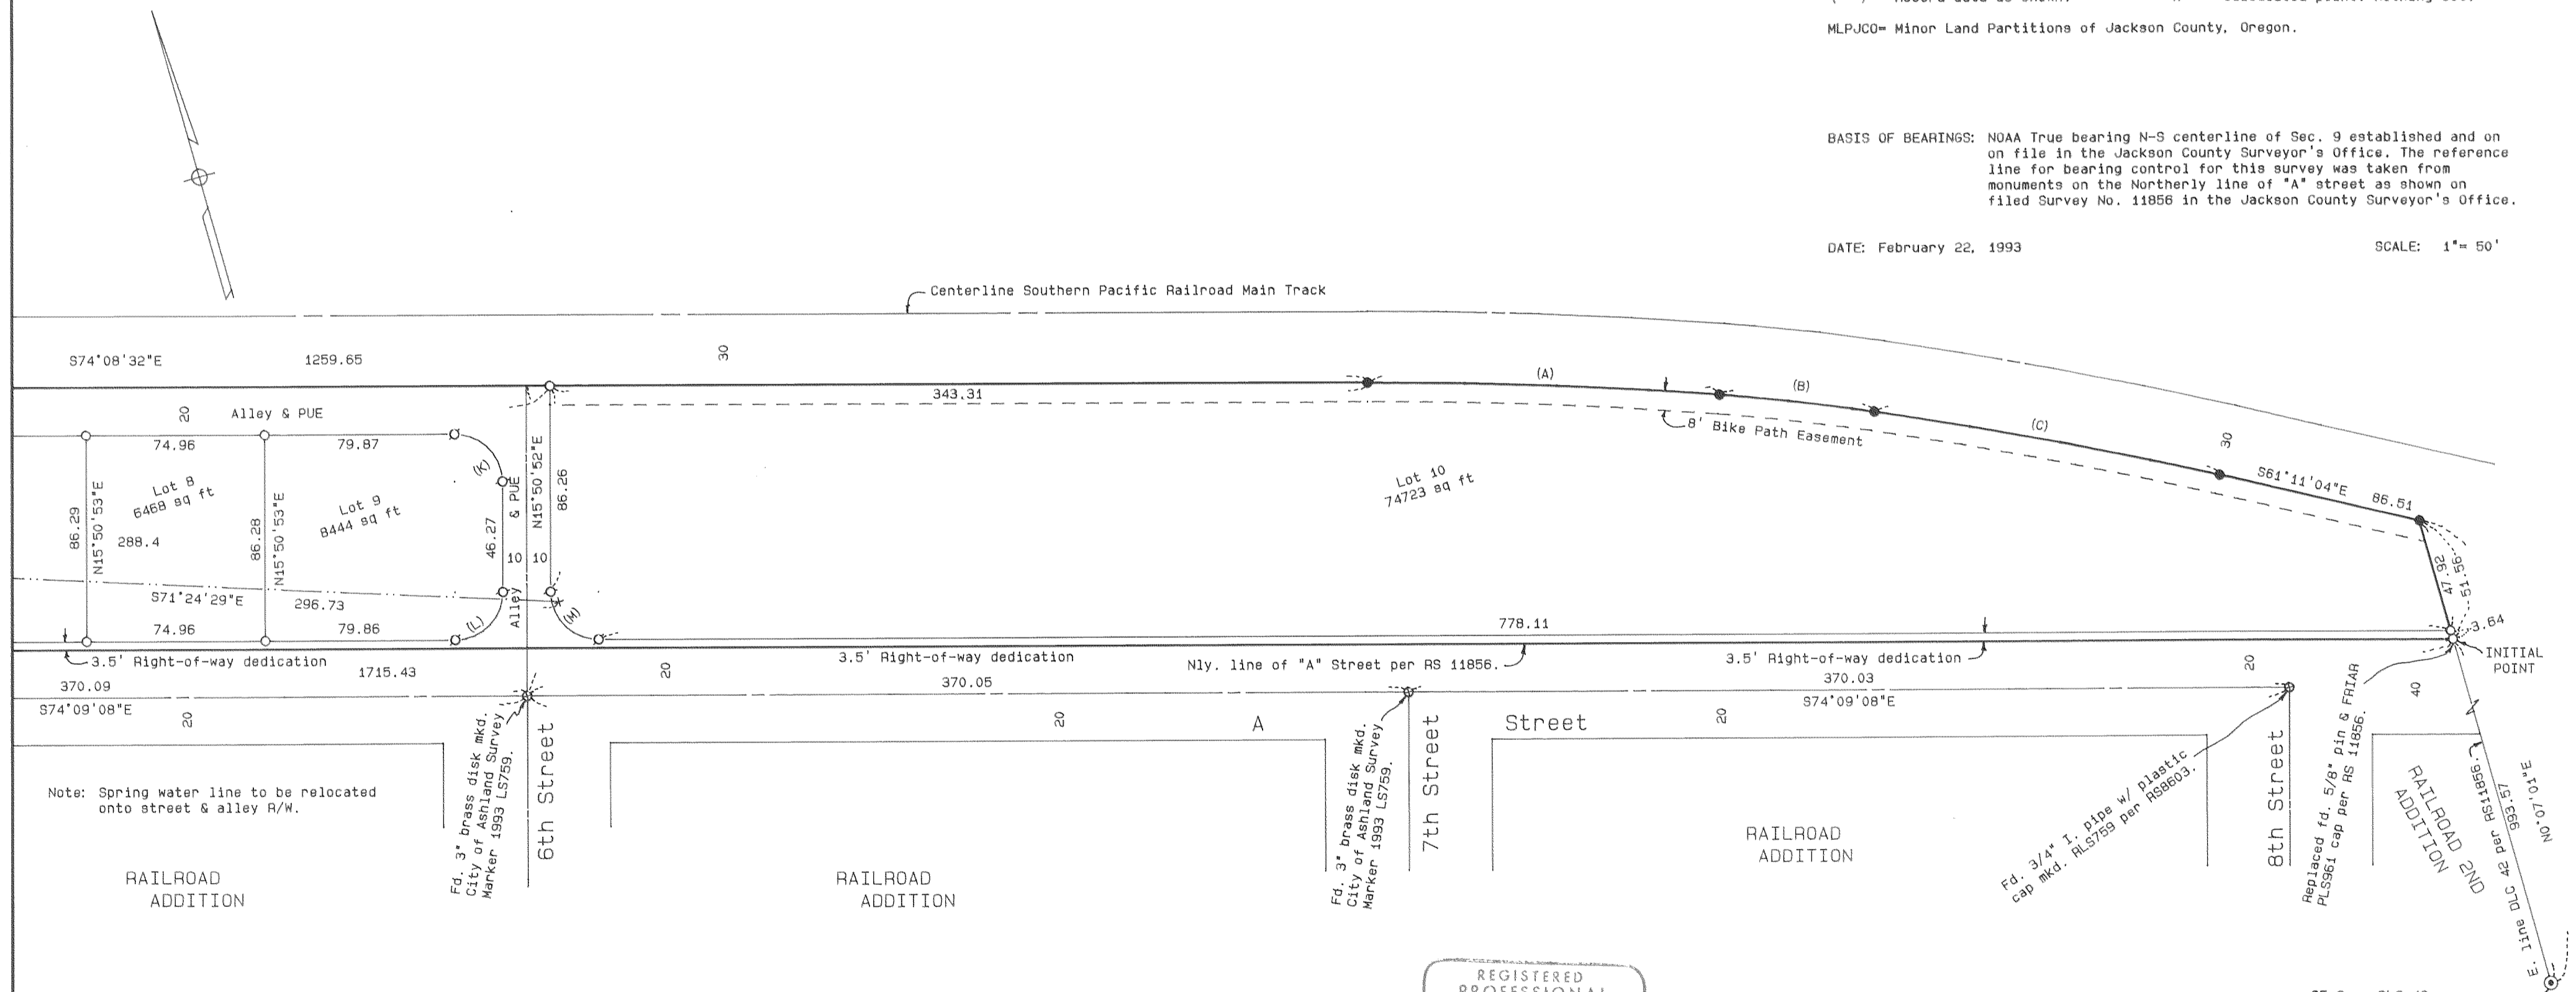 MLPJCO= Minor Land Partitions of Jackson County, Oregon.
BASIS OF BEARINGS: NOAA True bearing N-S centerline of Sec. 9 established and on
on file in the Jackson County Surveyor's Office. The reference
line for bearing control for this survey was taken from
monuments on the Northerly line of "A" street as shown on
filed Survey No. 11856 in the Jackson County Surveyor's Office.
DATE: February 22, 1993 SCALE: 1"= 50'
Centerline Southern Pacific Railroad Main Track
S74°08'32"E 1259.65
30
343.31
(A)
(B)
(C)
30
8' Bike Path Easement
S61°11'04"E 86.51
20 Alley & PUE
74.96
79.87
(K)
Lot 8
6468 sq ft
Lot 9
8444 sq ft
Lot 10
74723 sq ft
86.29
N15°50'53"E
288.4
86.28
N15°50'53"E
46.27
Alley & PUE
N15°50'52"E
86.26
10 10
S71°24'29"E 296.73
74.96
79.86
(L)
(M)
778.11
47.92
51.56
3.64
INITIAL
POINT
3.5' Right-of-way dedication
3.5' Right-of-way dedication
Nly. line of "A" Street per RS 11856.
3.5' Right-of-way dedication
1715.43
370.09
S74°09'08"E
20
20
370.05
20
370.03
S74°09'08"E
20
20
40
A Street
6th Street
7th Street
8th Street
Fd. 3" brass disk mkd.
City of Ashland Survey
Marker 1993 LS759.
Fd. 3" brass disk mkd.
City of Ashland Survey
Marker 1993 LS759.
Fd. 3/4" I. pipe w/ plastic
cap mkd. RLS759 per RS8603.
Replaced fd. 5/8" pin & FRIAR
PLS961 cap per RS 11856.
Note: Spring water line to be relocated
onto street & alley R/W.
RAILROAD
ADDITION
RAILROAD
ADDITION
RAILROAD
ADDITION
RAILROAD 2ND
ADDITION
E. line DLC 42 per RS11856.
993.57
N0°07'01"E
REGISTERED
PROFESSIONAL